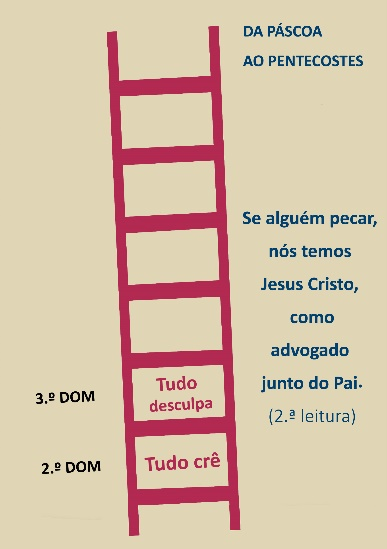 DA PÁSCOA
AO PENTECOSTES
Se alguém pecar,
nós temos
Jesus Cristo,
como
advogado
junto do Pai.
(2.ª leitura)
3.º DOM
Tudo
desculpa
2.º DOM
Tudo crê